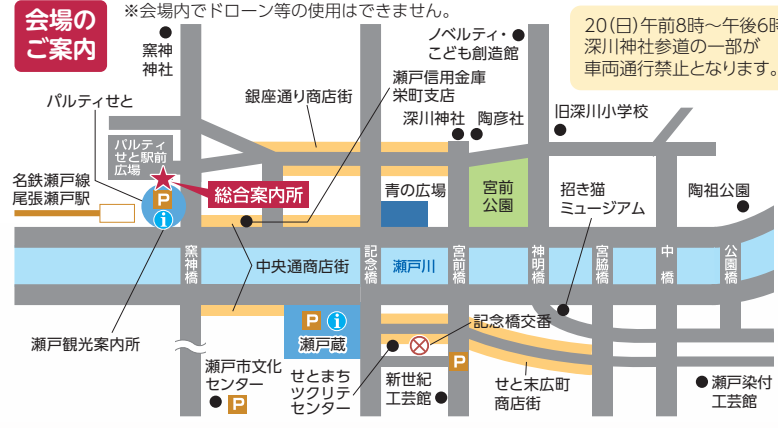 会場の
ご案内
※会場内でドローン等の使用はできません。
20(日)午前8時～午後6時
深川神社参道の一部が
車両通行禁止となります。
窯神
神社
ノベルティ・
こども創造館
瀬戸信用金庫
栄町支店
パルティせと
銀座通り商店街
深川神社
陶彦社
旧深川小学校
パルティ
せと駅前
広場
名鉄瀬戸線
尾張瀬戸駅
P
i
総合案内所
青の広場
宮前
公園
招き猫
ミュージアム
陶祖公園
窯神橋
中央通商店街
記念橋
瀬戸川
宮前橋
神明橋
宮脇橋
中橋
公園橋
瀬戸観光案内所
P
i
瀬戸蔵
記念橋交番
瀬戸市文化
センター
P
せとまち
ツクリテ
センター
新世紀
工芸館
P
せと末広町
商店街
瀬戸染付
工芸館